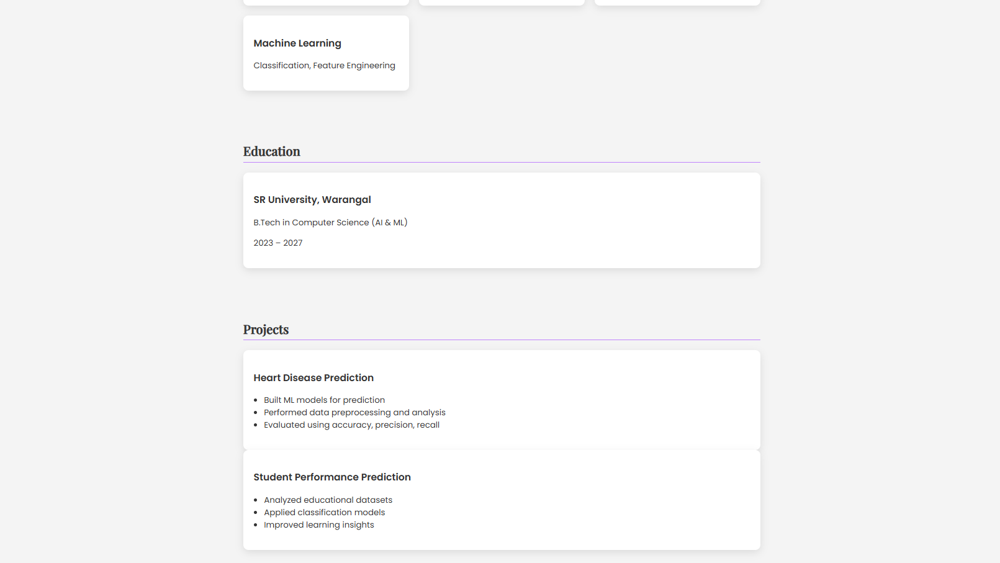 Machine Learning
Classification, Feature Engineering
Education
SR University, Warangal
B.Tech in Computer Science (AI & ML)
2023 – 2027
Projects
Heart Disease Prediction
• Built ML models for prediction
• Performed data preprocessing and analysis
• Evaluated using accuracy, precision, recall
Student Performance Prediction
• Analyzed educational datasets
• Applied classification models
• Improved learning insights